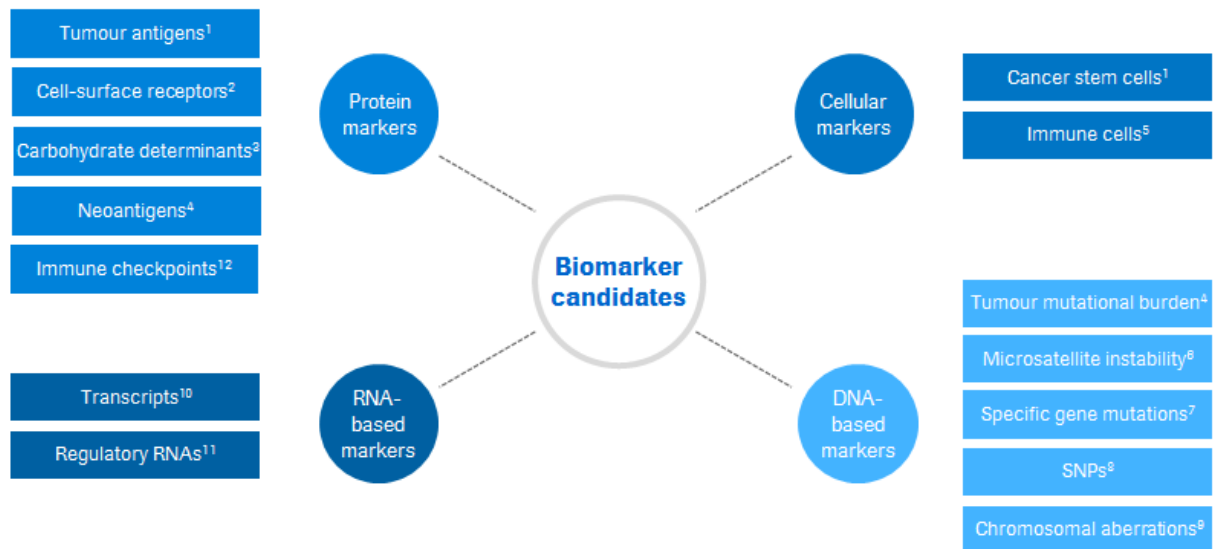 Tumour antigens¹
Cell-surface receptors²
Carbohydrate determinants³
Neoantigens⁴
Immune checkpoints¹²
Protein
markers
Cellular
markers
Cancer stem cells¹
Immune cells⁵
Biomarker
candidates
Transcripts¹⁰
Regulatory RNAs¹¹
RNA-
based
markers
DNA-
based
markers
Tumour mutational burden⁴
Microsatellite instability⁶
Specific gene mutations⁷
SNPs⁸
Chromosomal aberrations⁹